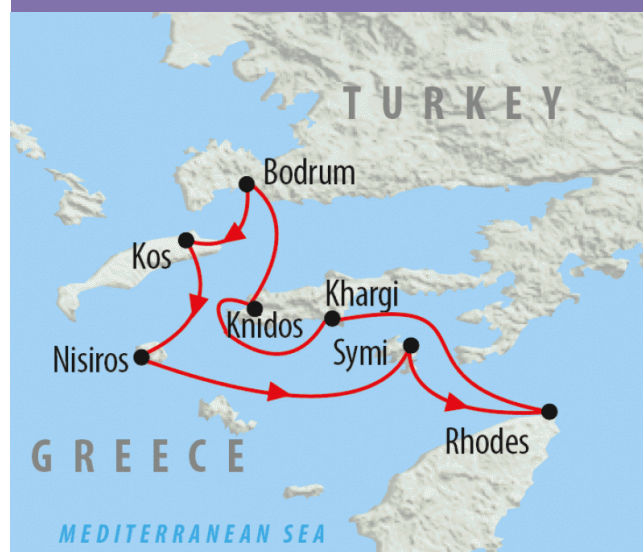 TURKEY
Bodrum
Kos
Khargi
Knidos
Symi
Nisiros
Rhodes
GREECE
MEDITERRANEAN SEA